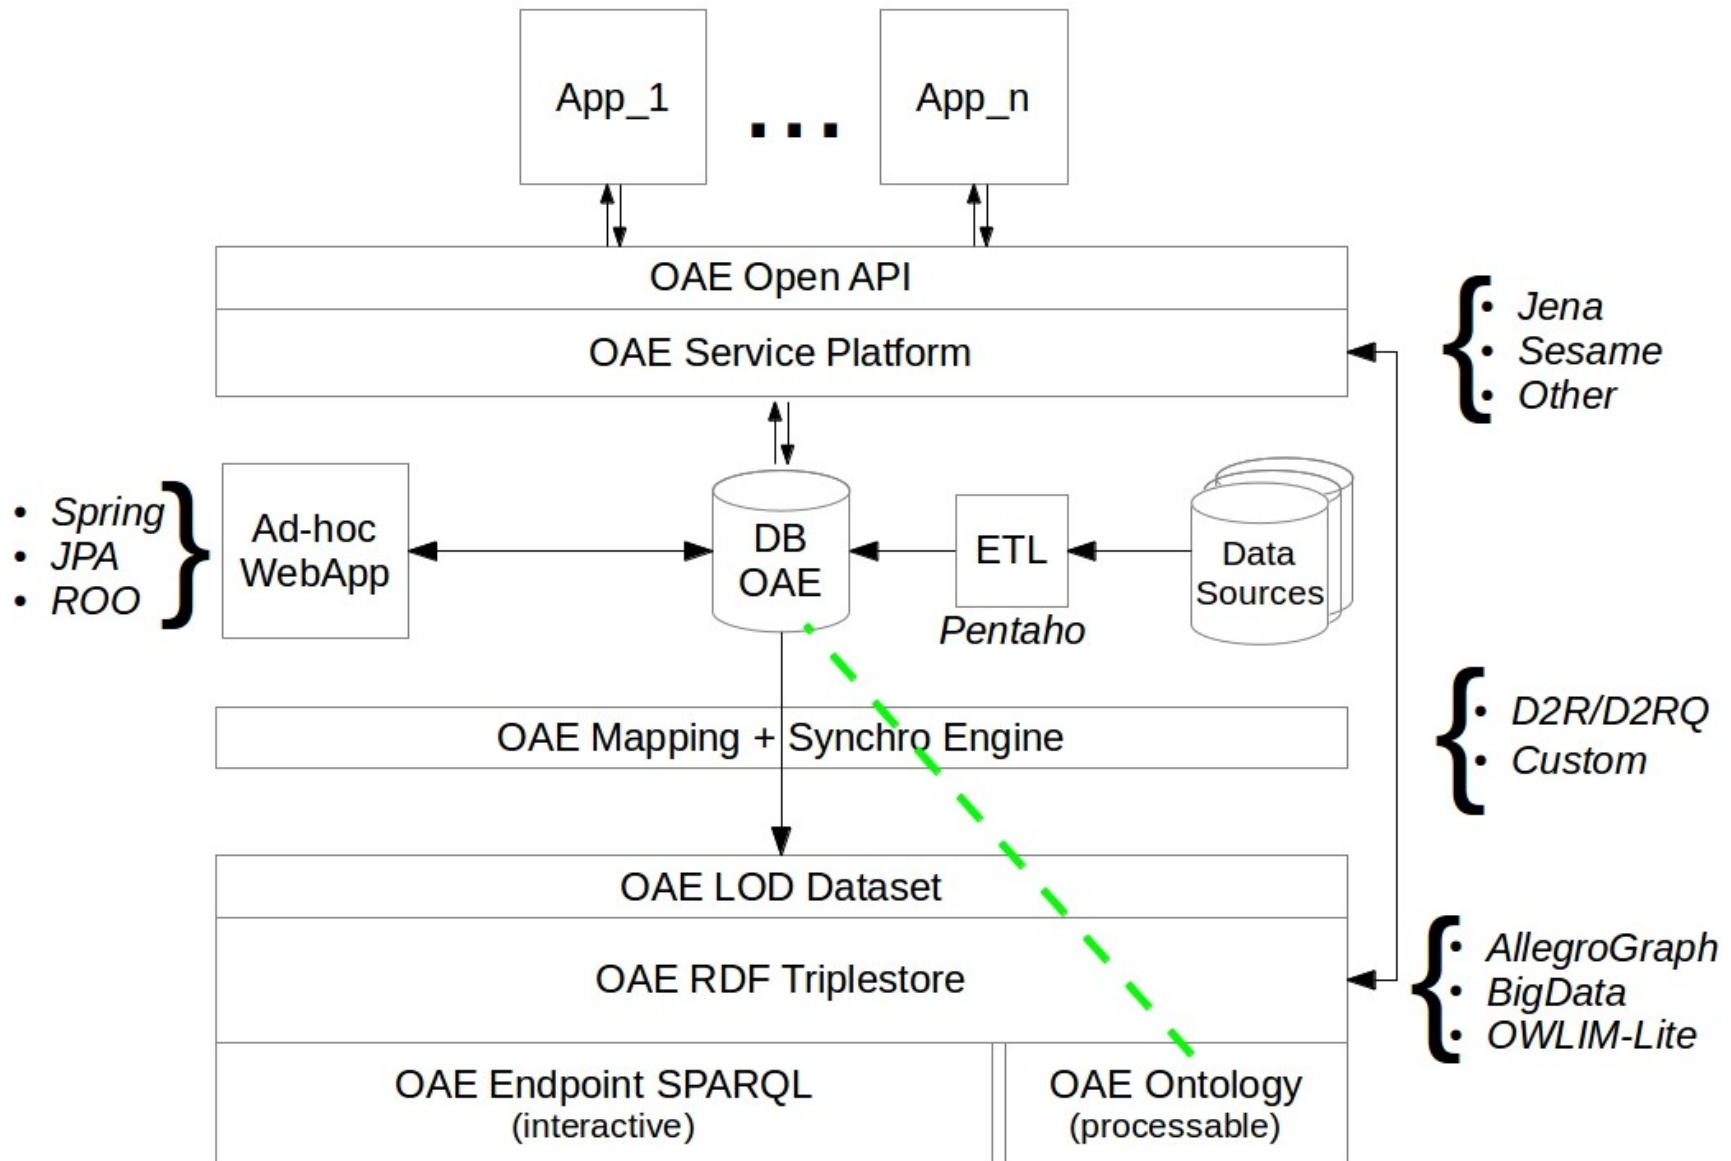 App_1
...
App_n
OAE Open API
OAE Service Platform
• Jena
• Sesame
• Other
• Spring
• JPA
• ROO
Ad-hoc
WebApp
DB
OAE
ETL
Pentaho
Data
Sources
OAE Mapping + Synchro Engine
• D2R/D2RQ
• Custom
OAE LOD Dataset
OAE RDF Triplestore
• AllegroGraph
• BigData
• OWLIM-Lite
OAE Endpoint SPARQL
(interactive)
OAE Ontology
(processable)